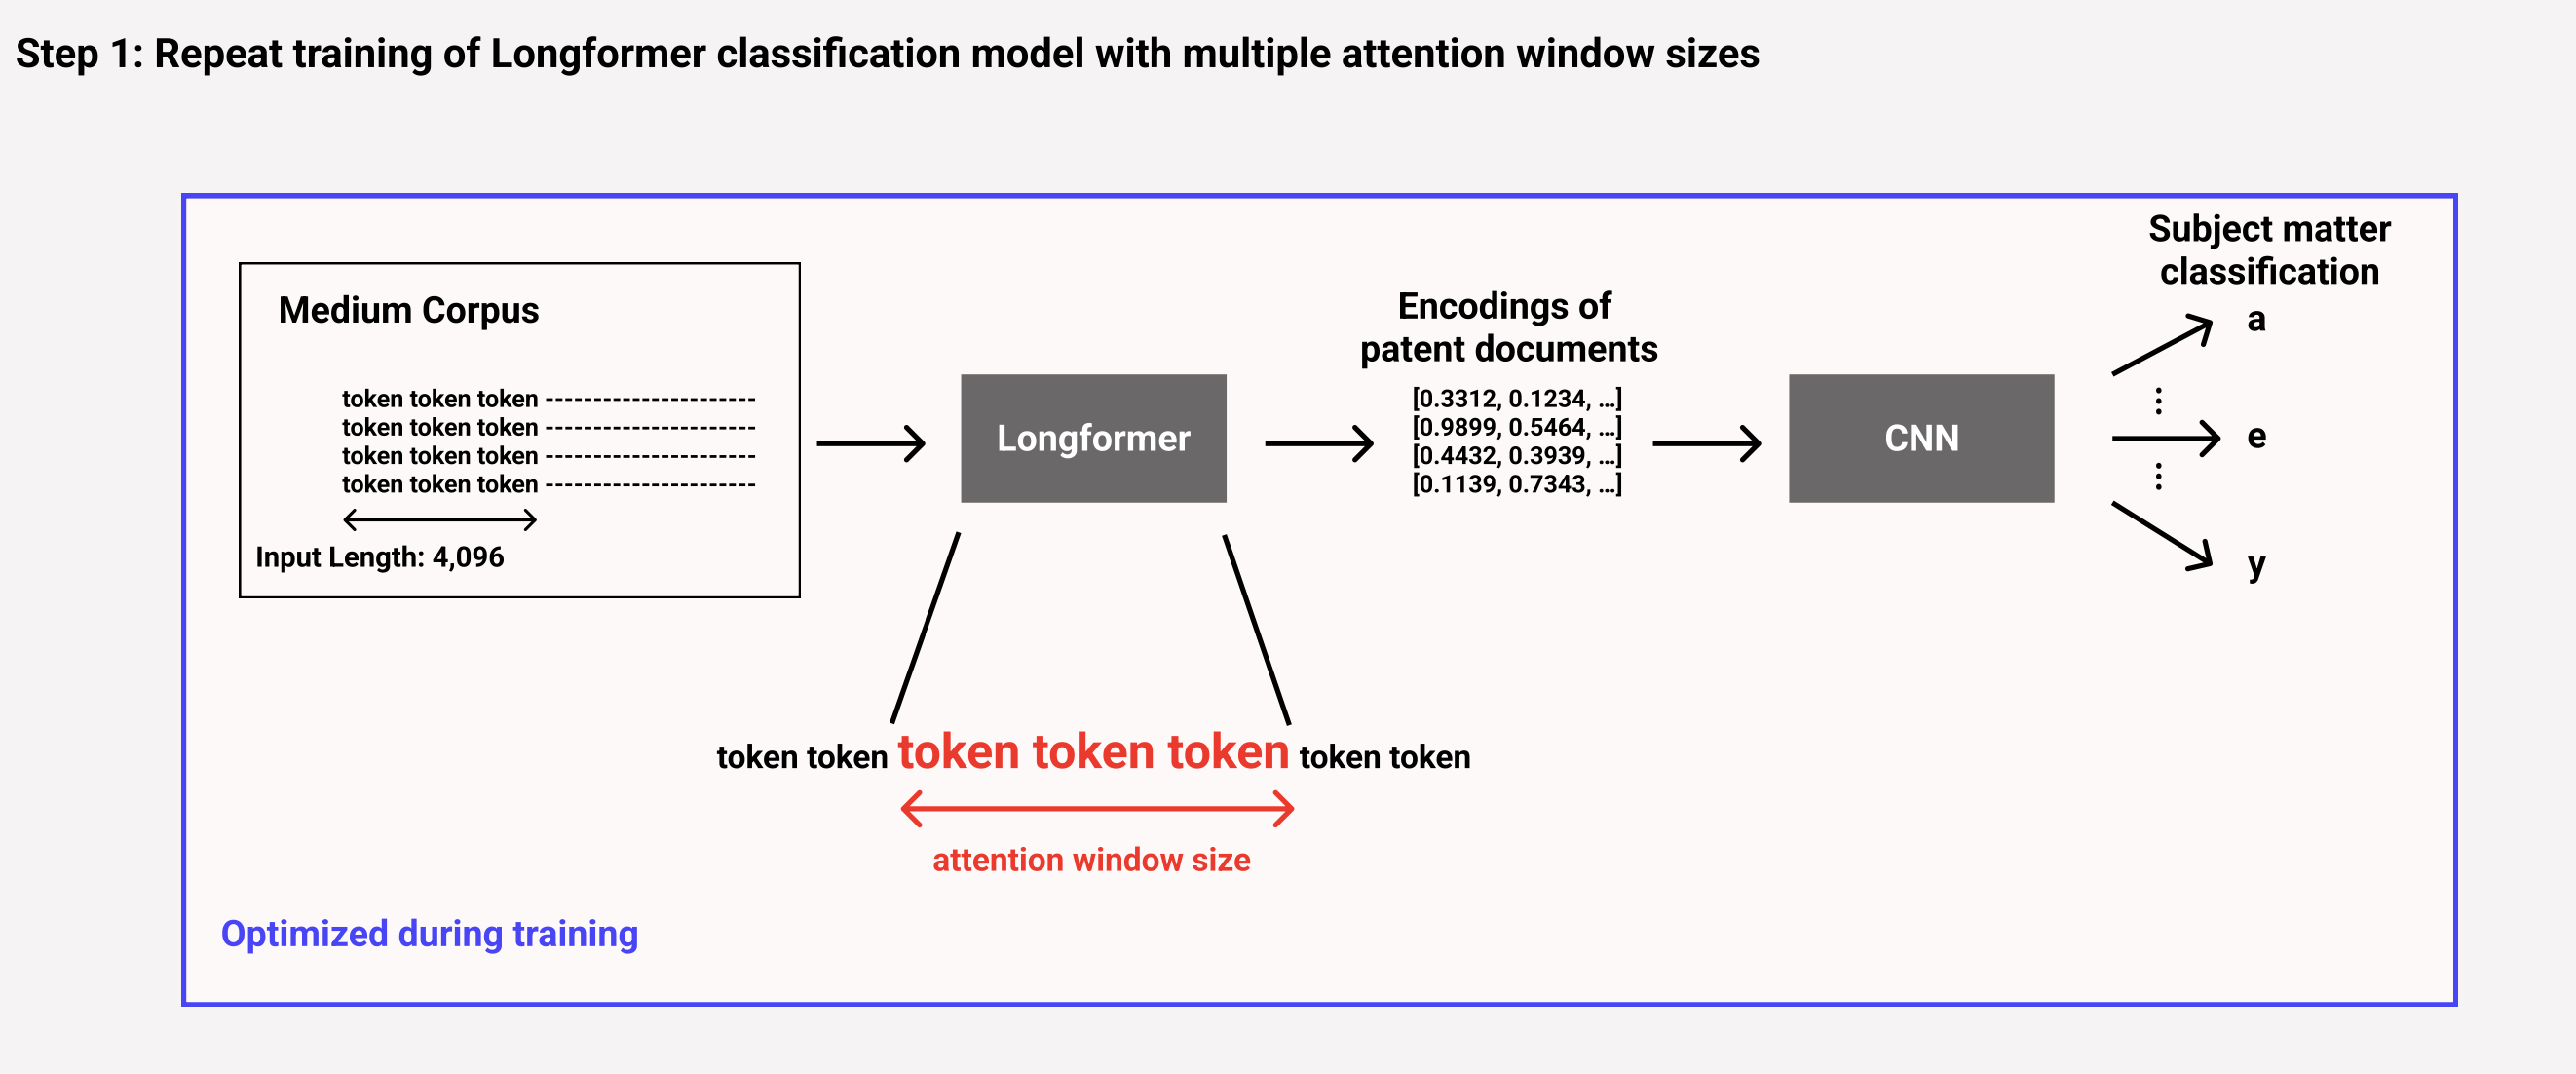 Step 1: Repeat training of Longformer classification model with multiple attention window sizes
Medium Corpus
token token token ----------------------
token token token ----------------------
token token token ----------------------
token token token ----------------------
Input Length: 4,096
Longformer
token token token token token token token
attention window size
Encodings of
patent documents
[0.3312, 0.1234, ...]
[0.9899, 0.5464, ...]
[0.4432, 0.3939, ...]
[0.1139, 0.7343, ...]
CNN
Subject matter
classification
a
⋮
e
⋮
y
Optimized during training